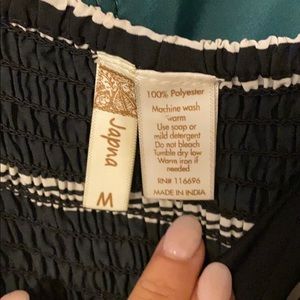 Japna
M
100% Polyester
Machine wash
warm
Use soap or
mild detergent
Do not bleach
Tumble dry low
Warm iron if
needed
RN# 116696
MADE IN INDIA